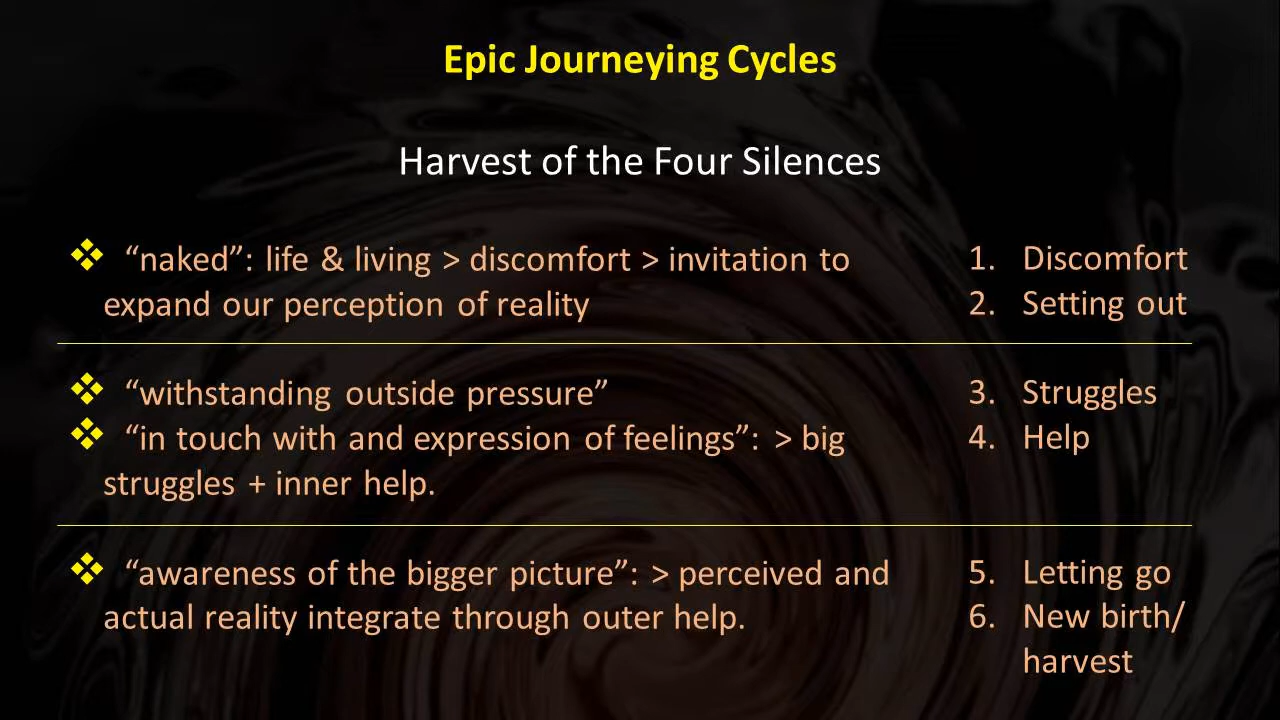 Epic Journeying Cycles
Harvest of the Four Silences
❖ “naked”: life & living > discomfort > invitation to
expand our perception of reality
1. Discomfort
2. Setting out
❖ “withstanding outside pressure”
❖ “in touch with and expression of feelings”: > big
struggles + inner help.
3. Struggles
4. Help
❖ “awareness of the bigger picture”: > perceived and
actual reality integrate through outer help.
5. Letting go
6. New birth/
harvest